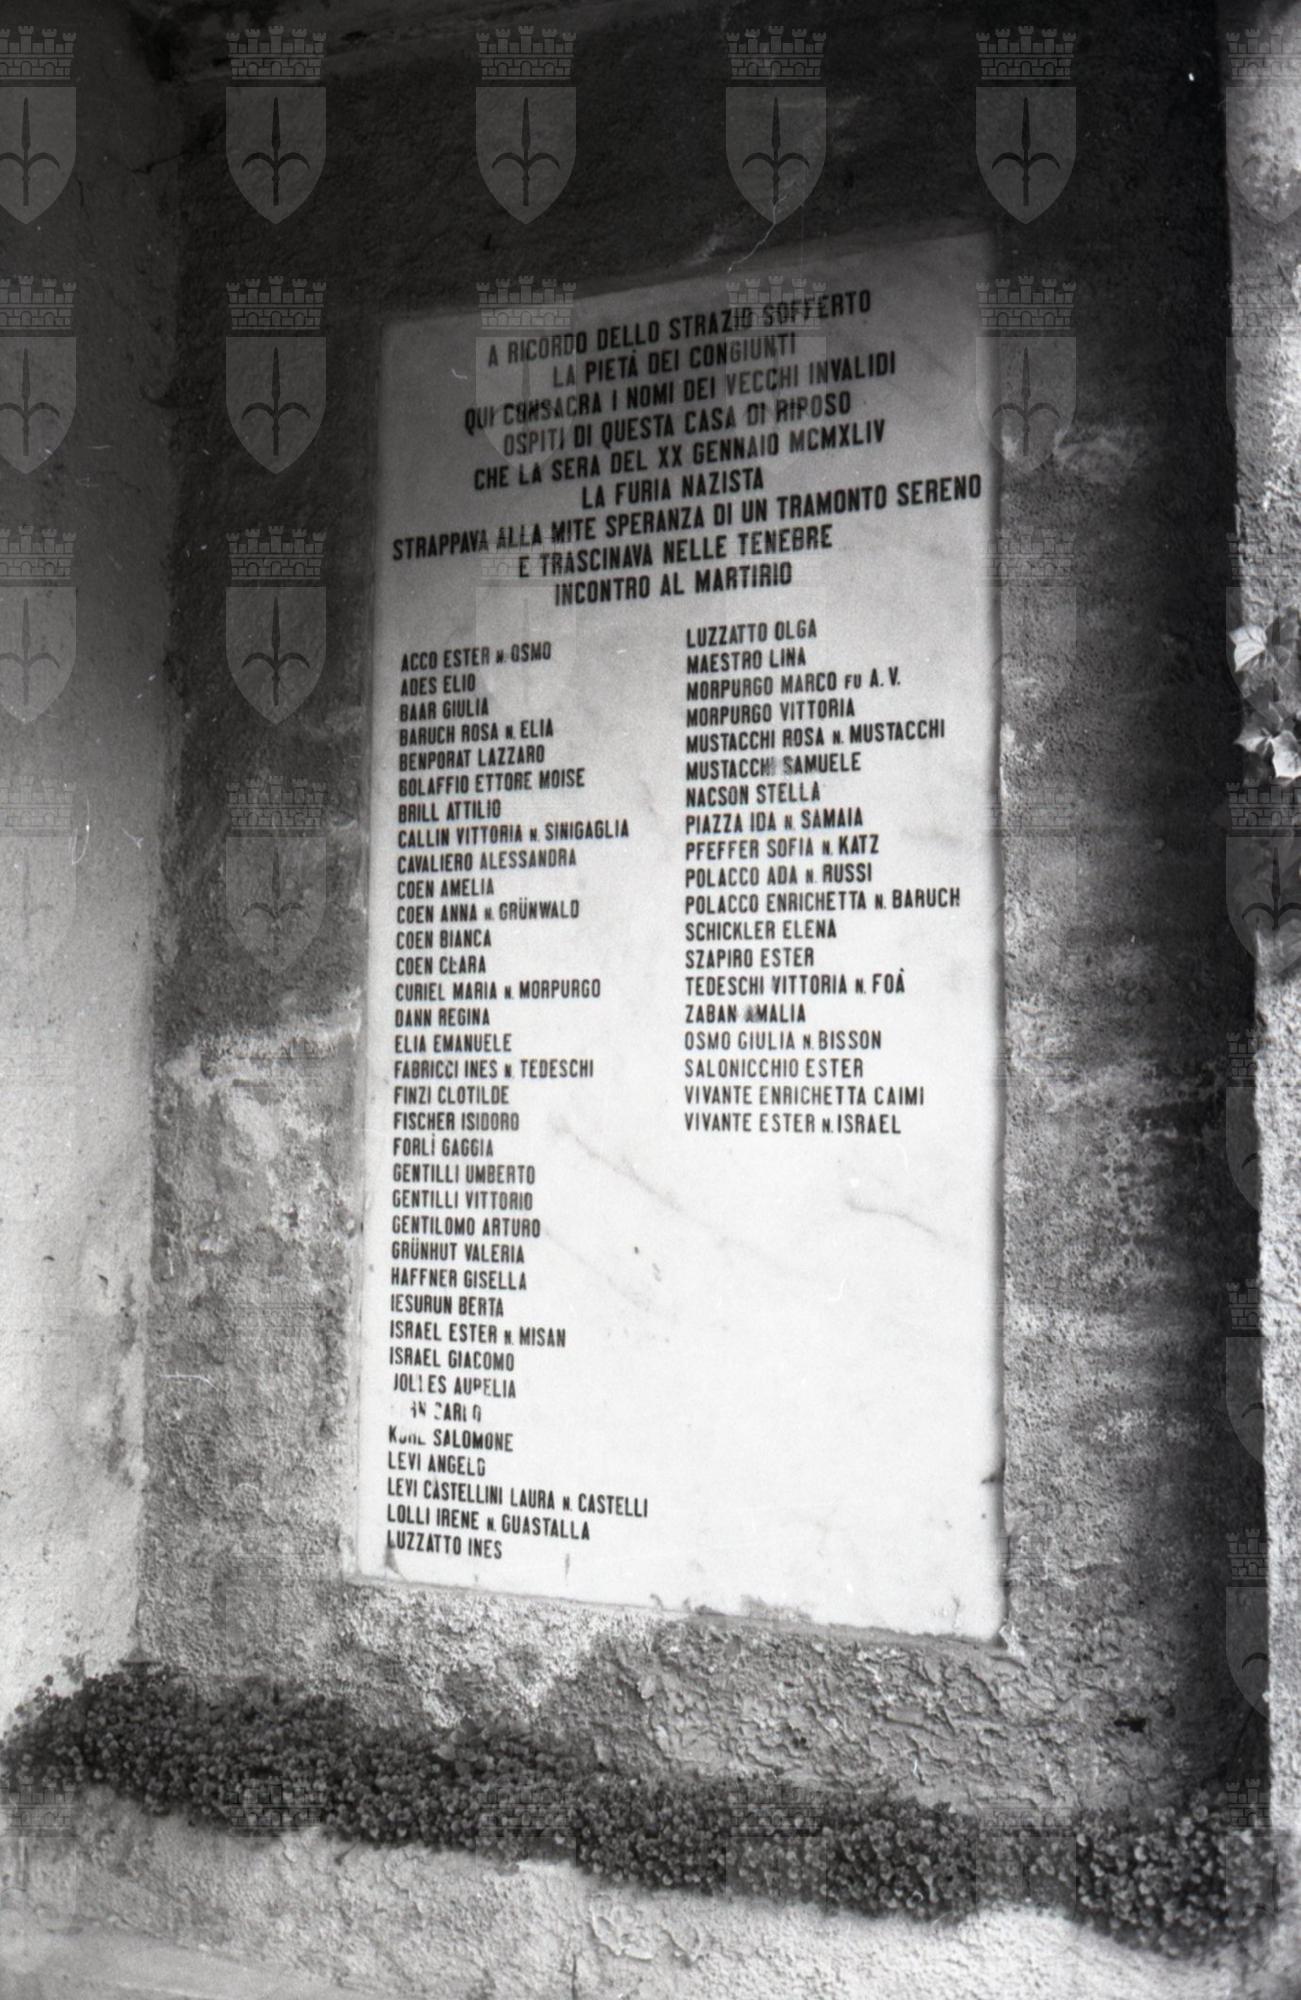 A RICORDO DELLO STRAZIO SOFFERTO
LA PIETÀ DEI CONGIUNTI
QUI CONSACRA I NOMI DEI VECCHI INVALIDI
OSPITI DI QUESTA CASA DI RIPOSO
CHE LA SERA DEL XX GENNAIO MCMXLIV
LA FURIA NAZISTA
STRAPPAVA ALLA MITE SPERANZA DI UN TRAMONTO SERENO
E TRASCINAVA NELLE TENEBRE
INCONTRO AL MARTIRIO
ACCO ESTER N. OSMO
ADES ELIO
BAAR GIULIA
BARUCH ROSA N. ELIA
BENPORAT LAZZARO
BOLAFFIO ETTORE MOISE
BRILL ATTILIO
CALLIN VITTORIA N. SINIGAGLIA
CAVALIERO ALESSANDRA
COEN AMELIA
COEN ANNA N. GRÜNWALD
COEN BIANCA
COEN CLARA
CURIEL MARIA N. MORPURGO
DANN REGINA
ELIA EMANUELE
FABRICCI INES N. TEDESCHI
FINZI CLOTILDE
FISCHER ISIDORO
FORLÌ GAGGIA
GENTILLI UMBERTO
GENTILLI VITTORIO
GENTILOMO ARTURO
GRÜNHUT VALERIA
HAFFNER GISELLA
IESURUN BERTA
ISRAEL ESTER N. MISAN
ISRAEL GIACOMO
JOLLES AURELIA
CARLO
SALOMONE
LEVI ANGELO
LEVI CASTELLINI LAURA N. CASTELLI
LOLLI IRENE N. GUASTALLA
LUZZATTO INES
LUZZATTO OLGA
MAESTRO LINA
MORPURGO MARCO FU A. V.
MORPURGO VITTORIA
MUSTACCHI ROSA N. MUSTACCHI
MUSTACCHI SAMUELE
NACSON STELLA
PIAZZA IDA N. SAMAIA
PFEFFER SOFIA N. KATZ
POLACCO ADA N. RUSSI
POLACCO ENRICHETTA N. BARUCH
SCHICKLER ELENA
SZAPIRO ESTER
TEDESCHI VITTORIA N. FOÀ
ZABAN AMALIA
OSMO GIULIA N. BISSON
SALONICCHIO ESTER
VIVANTE ENRICHETTA CAIMI
VIVANTE ESTER N. ISRAEL